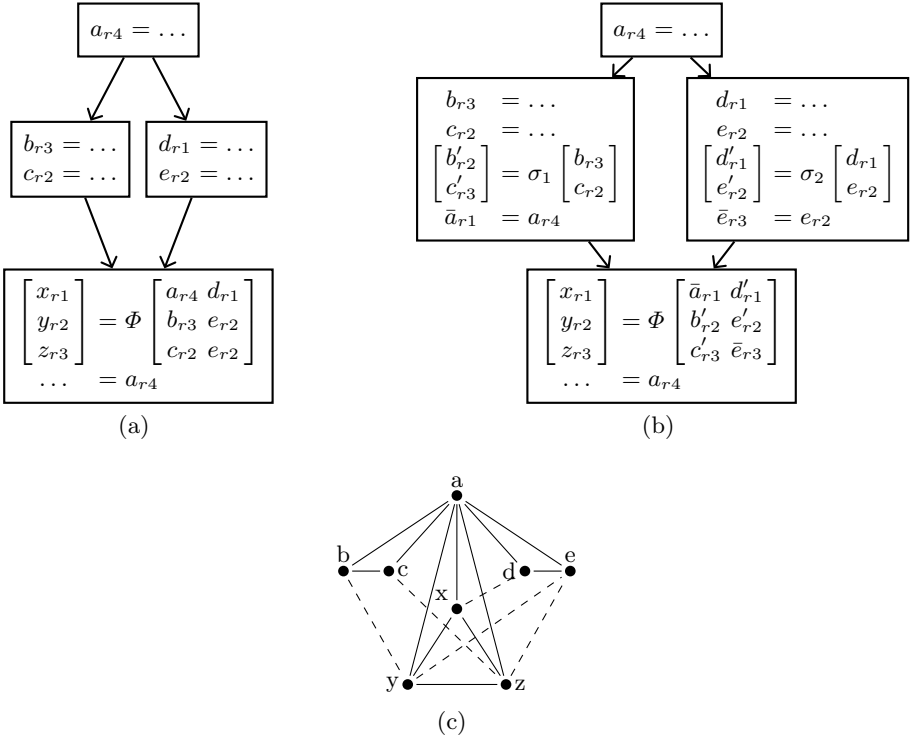 a_{r4} = …
b_{r3} = …
c_{r2} = …
d_{r1} = …
e_{r2} = …
[x_{r1} y_{r2} z_{r3}] = Φ [a_{r4} d_{r1} b_{r3} e_{r2} c_{r2} e_{r2}]
… = a_{r4}
(a)
a_{r4} = …
b_{r3} = …
c_{r2} = …
[b′_{r2} c′_{r3}] = σ_1 [b_{r3} c_{r2}]
ā_{r1} = a_{r4}
d_{r1} = …
e_{r2} = …
[d′_{r1} e′_{r2}] = σ_2 [d_{r1} e_{r2}]
ē_{r3} = e_{r2}
[x_{r1} y_{r2} z_{r3}] = Φ [ā_{r1} d′_{r1} b′_{r2} e′_{r2} c′_{r3} ē_{r3}]
… = a_{r4}
(b)
a
b
c
d
e
x
y
z
(c)